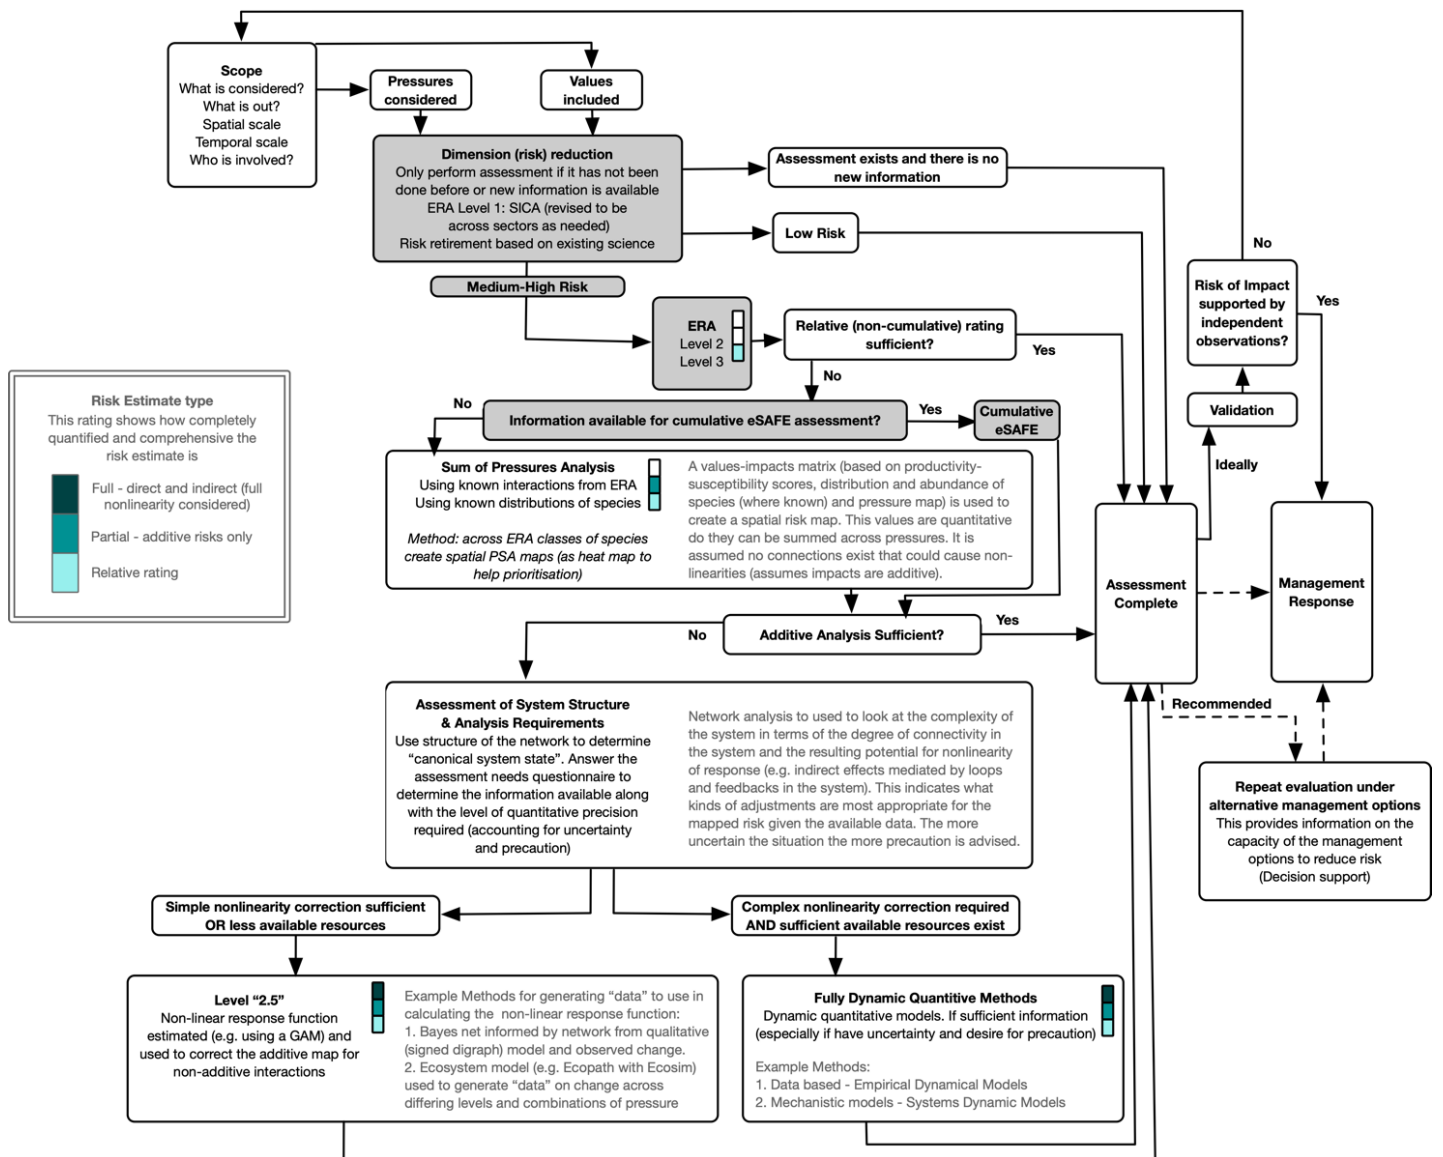 Scope
What is considered?
What is out?
Spatial scale
Temporal scale
Who is involved?
Pressures
considered
Values
included
Dimension (risk) reduction
Only perform assessment if it has not been
done before or new information is available
ERA Level 1: SICA (revised to be
across sectors as needed)
Risk retirement based on existing science
Assessment exists and there is no
new information
Low Risk
Medium-High Risk
ERA
Level 2
Level 3
Relative (non-cumulative) rating
sufficient?
Yes
No
Information available for cumulative eSAFE assessment?
No
Yes
Cumulative
eSAFE
Risk Estimate type
This rating shows how completely
quantified and comprehensive the
risk estimate is
Full - direct and indirect (full
nonlinearity considered)
Partial - additive risks only
Relative rating
Sum of Pressures Analysis
Using known interactions from ERA
Using known distributions of species
Method: across ERA classes of species
create spatial PSA maps (as heat map to
help prioritisation)
A values-impacts matrix (based on productivity-
susceptibility scores, distribution and abundance of
species (where known) and pressure map) is used to
create a spatial risk map. This values are quantitative
do they can be summed across pressures. It is
assumed no connections exist that could cause non-
linearities (assumes impacts are additive).
Additive Analysis Sufficient?
No
Yes
No
Risk of Impact
supported by
independent
observations?
Yes
Validation
Ideally
Assessment
Complete
Management
Response
Recommended
Repeat evaluation under
alternative management options
This provides information on the
capacity of the management
options to reduce risk
(Decision support)
Assessment of System Structure
& Analysis Requirements
Use structure of the network to determine
“canonical system state”. Answer the
assessment needs questionnaire to
determine the information available along
with the level of quantitative precision
required (accounting for uncertainty
and precaution)
Network analysis to used to look at the complexity of
the system in terms of the degree of connectivity in
the system and the resulting potential for nonlinearity
of response (e.g. indirect effects mediated by loops
and feedbacks in the system). This indicates what
kinds of adjustments are most appropriate for the
mapped risk given the available data. The more
uncertain the situation the more precaution is advised.
Simple nonlinearity correction sufficient
OR less available resources
Complex nonlinearity correction required
AND sufficient available resources exist
Level “2.5”
Non-linear response function
estimated (e.g. using a GAM) and
used to correct the additive map for
non-additive interactions
Example Methods for generating “data” to use in
calculating the non-linear response function:
1. Bayes net informed by network from qualitative
(signed digraph) model and observed change.
2. Ecosystem model (e.g. Ecopath with Ecosim)
used to generate “data” on change across
differing levels and combinations of pressure
Fully Dynamic Quantitive Methods
Dynamic quantitative models. If sufficient information
(especially if have uncertainty and desire for precaution)
Example Methods:
1. Data based - Empirical Dynamical Models
2. Mechanistic models - Systems Dynamic Models